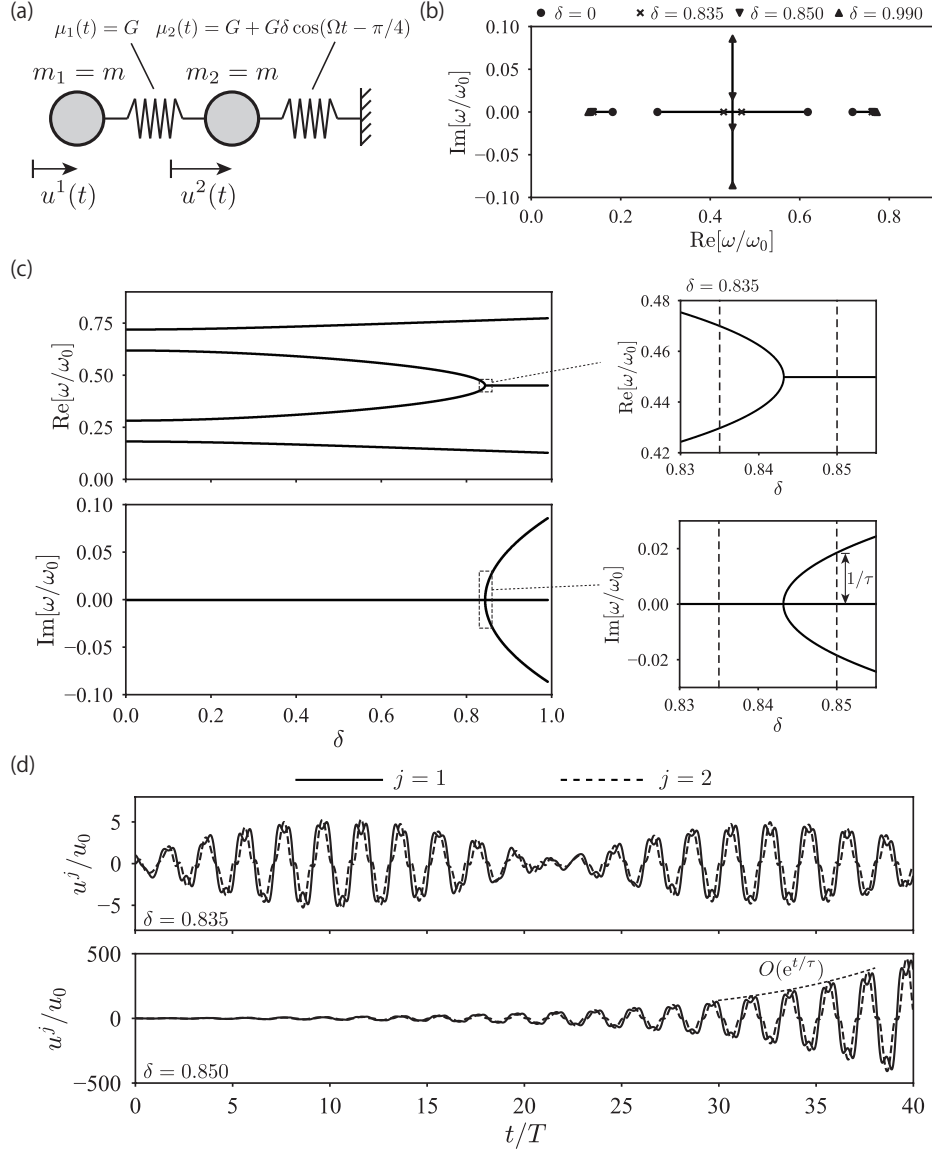 (a)
μ₁(t) = G μ₂(t) = G + Gδ cos(Ωt − π/4)
m₁ = m m₂ = m
u¹(t) u²(t)
(b)
δ = 0 δ = 0.835 δ = 0.850 δ = 0.990
Im[ω/ω₀]
0.10
0.05
0.00
−0.05
−0.10
0.0 0.2 0.4 0.6 0.8
Re[ω/ω₀]
(c)
Re[ω/ω₀]
0.75
0.50
0.25
0.00
δ = 0.835
Re[ω/ω₀]
0.48
0.46
0.44
0.42
0.83 0.84 0.85
δ
Im[ω/ω₀]
0.10
0.05
0.00
−0.05
−0.10
0.0 0.2 0.4 0.6 0.8 1.0
δ
Im[ω/ω₀]
0.02
0.00
−0.02
1/τ
0.83 0.84 0.85
δ
(d)
j = 1 j = 2
uʲ/u₀
5
0
−5
δ = 0.835
uʲ/u₀
500
0
−500
O(e^{t/τ})
δ = 0.850
0 5 10 15 20 25 30 35 40
t/T